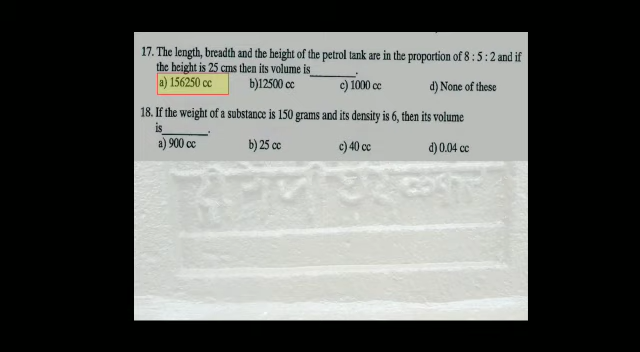 17. The length, breadth and the height of the petrol tank are in the proportion of 8 : 5 : 2 and if
the height is 25 cms then its volume is________.
a) 156250 cc b)12500 cc c) 1000 cc d) None of these
18. If the weight of a substance is 150 grams and its density is 6, then its volume
is________.
a) 900 cc b) 25 cc c) 40 cc d) 0.04 cc